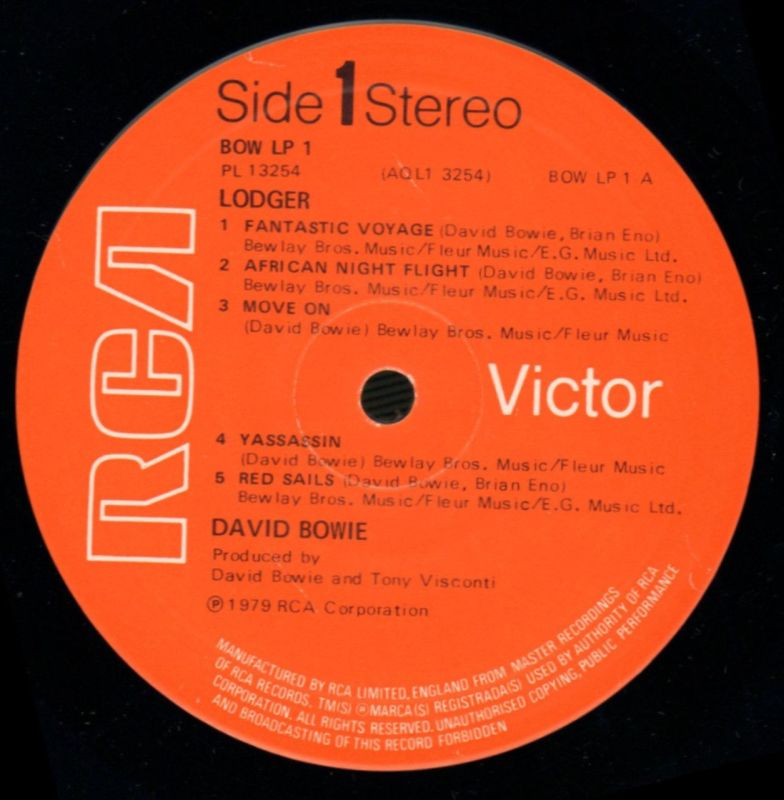 Side 1 Stereo
BOW LP 1
PL 13254 (AQL1 3254) BOW LP 1 A
LODGER
1 FANTASTIC VOYAGE (David Bowie, Brian Eno)
Bewlay Bros. Music/Fleur Music/E.G. Music Ltd.
2 AFRICAN NIGHT FLIGHT (David Bowie, Brian Eno)
Bewlay Bros. Music/Fleur Music/E.G. Music Ltd.
3 MOVE ON
(David Bowie) Bewlay Bros. Music/Fleur Music
RCA
Victor
4 YASSASSIN
(David Bowie) Bewlay Bros. Music/Fleur Music
5 RED SAILS (David Bowie, Brian Eno)
Bewlay Bros. Music/Fleur Music/E.G. Music Ltd.
DAVID BOWIE
Produced by
David Bowie and Tony Visconti
℗1979 RCA Corporation
MANUFACTURED BY RCA LIMITED, ENGLAND FROM MASTER RECORDINGS
OF RCA RECORDS. TM(S) ® MARCA(S) REGISTRADA(S) USED BY AUTHORITY OF RCA
CORPORATION. ALL RIGHTS RESERVED. UNAUTHORISED COPYING, PUBLIC PERFORMANCE
AND BROADCASTING OF THIS RECORD FORBIDDEN